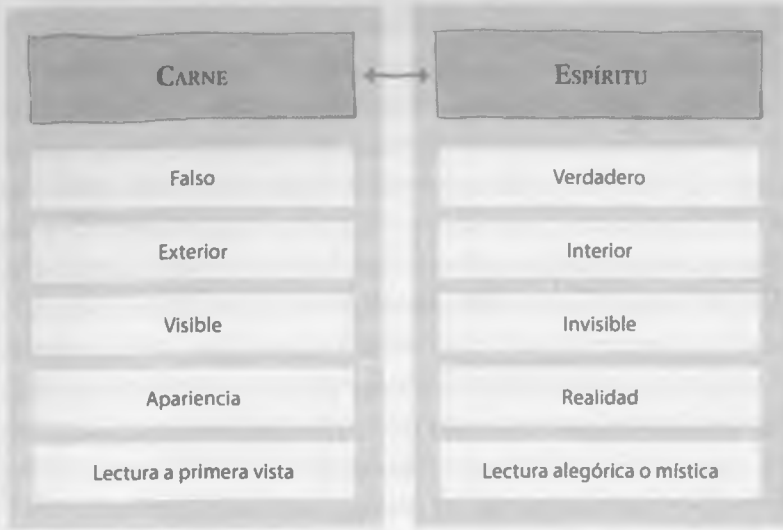 CARNE
ESPÍRITU
Falso
Verdadero
Exterior
Interior
Visible
Invisible
Apariencia
Realidad
Lectura a primera vista
Lectura alegórica o mística